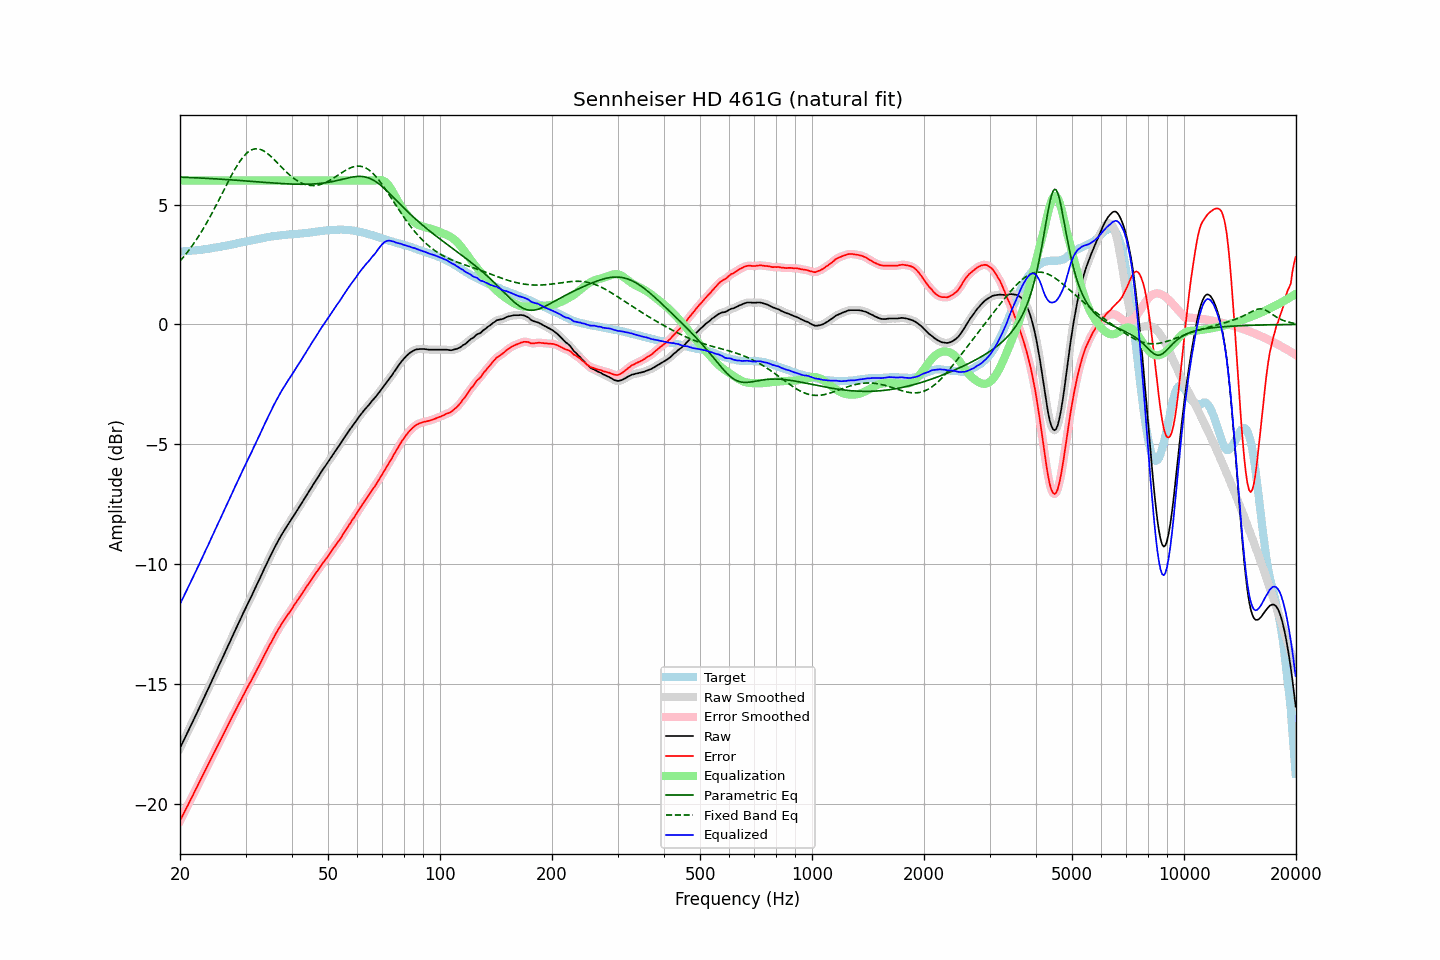 Sennheiser HD 461G (natural fit)
Amplitude (dBr)
5
0
−5
−10
−15
−20
Target
Raw Smoothed
Error Smoothed
Raw
Error
Equalization
Parametric Eq
Fixed Band Eq
Equalized
20 50 100 200 500 1000 2000 5000 10000 20000
Frequency (Hz)